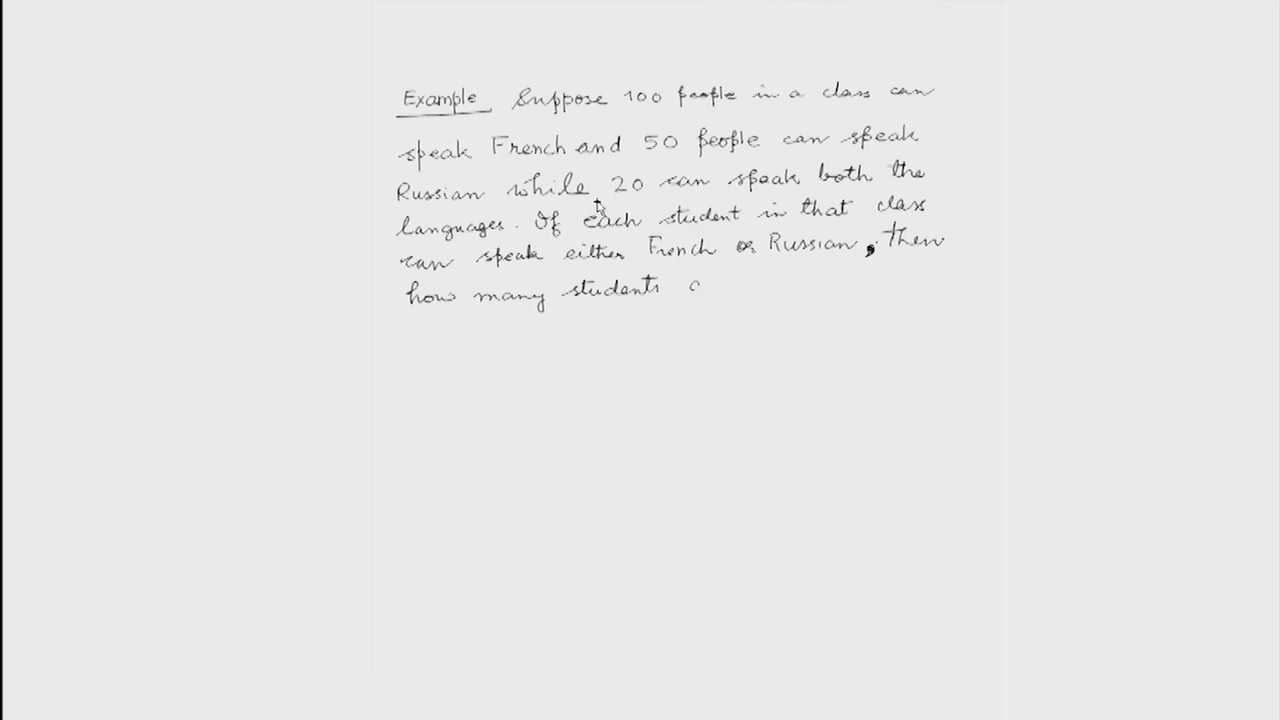 Example Suppose 100 people in a class can
speak French and 50 people can speak
Russian while 20 can speak both the
languages. If each student in that class
can speak either French or Russian, then
how many students